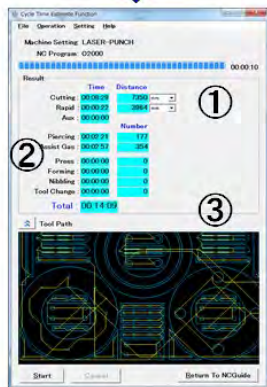 Cycle Time Estimate Function
File Operation Setting Help
Machine Setting LASER-PUNCH
NC Program O2000
00:00:10
Result
Time Distance
Cutting 00:08:29 7350 mm
Rapid 00:00:22 3964 mm
Aux 00:00:00
①
Number
Piercing 00:02:21 177
②
Assist Gas 00:02:57 354
Press 00:00:00 0
Forming 00:00:00 0
Nibbling 00:00:00 0
Tool Change 00:00:00 0
Total 00:14:09
③
Tool Path
Start Cancel Return To NCGuide